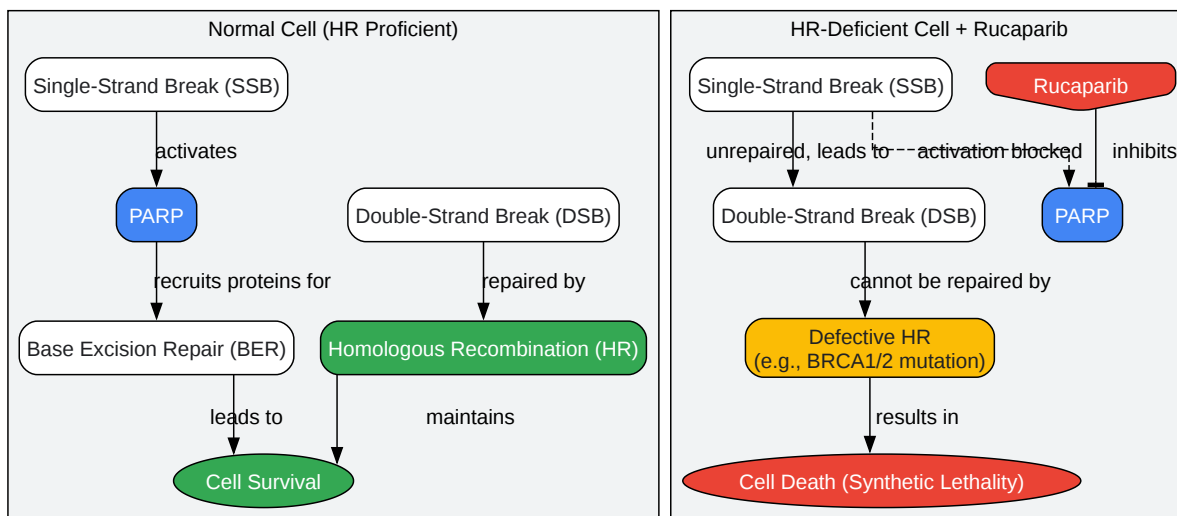 Normal Cell (HR Proficient)
Single-Strand Break (SSB)
activates
PARP
Double-Strand Break (DSB)
recruits proteins for
repaired by
Base Excision Repair (BER)
Homologous Recombination (HR)
leads to
maintains
Cell Survival
HR-Deficient Cell + Rucaparib
Single-Strand Break (SSB)
Rucaparib
unrepaired, leads to
activation blocked
inhibits
Double-Strand Break (DSB)
PARP
cannot be repaired by
Defective HR
(e.g., BRCA1/2 mutation)
results in
Cell Death (Synthetic Lethality)